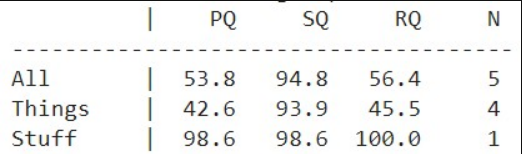 | PQ SQ RQ N
--------------------------------------
All | 53.8 94.8 56.4 5
Things | 42.6 93.9 45.5 4
Stuff | 98.6 98.6 100.0 1